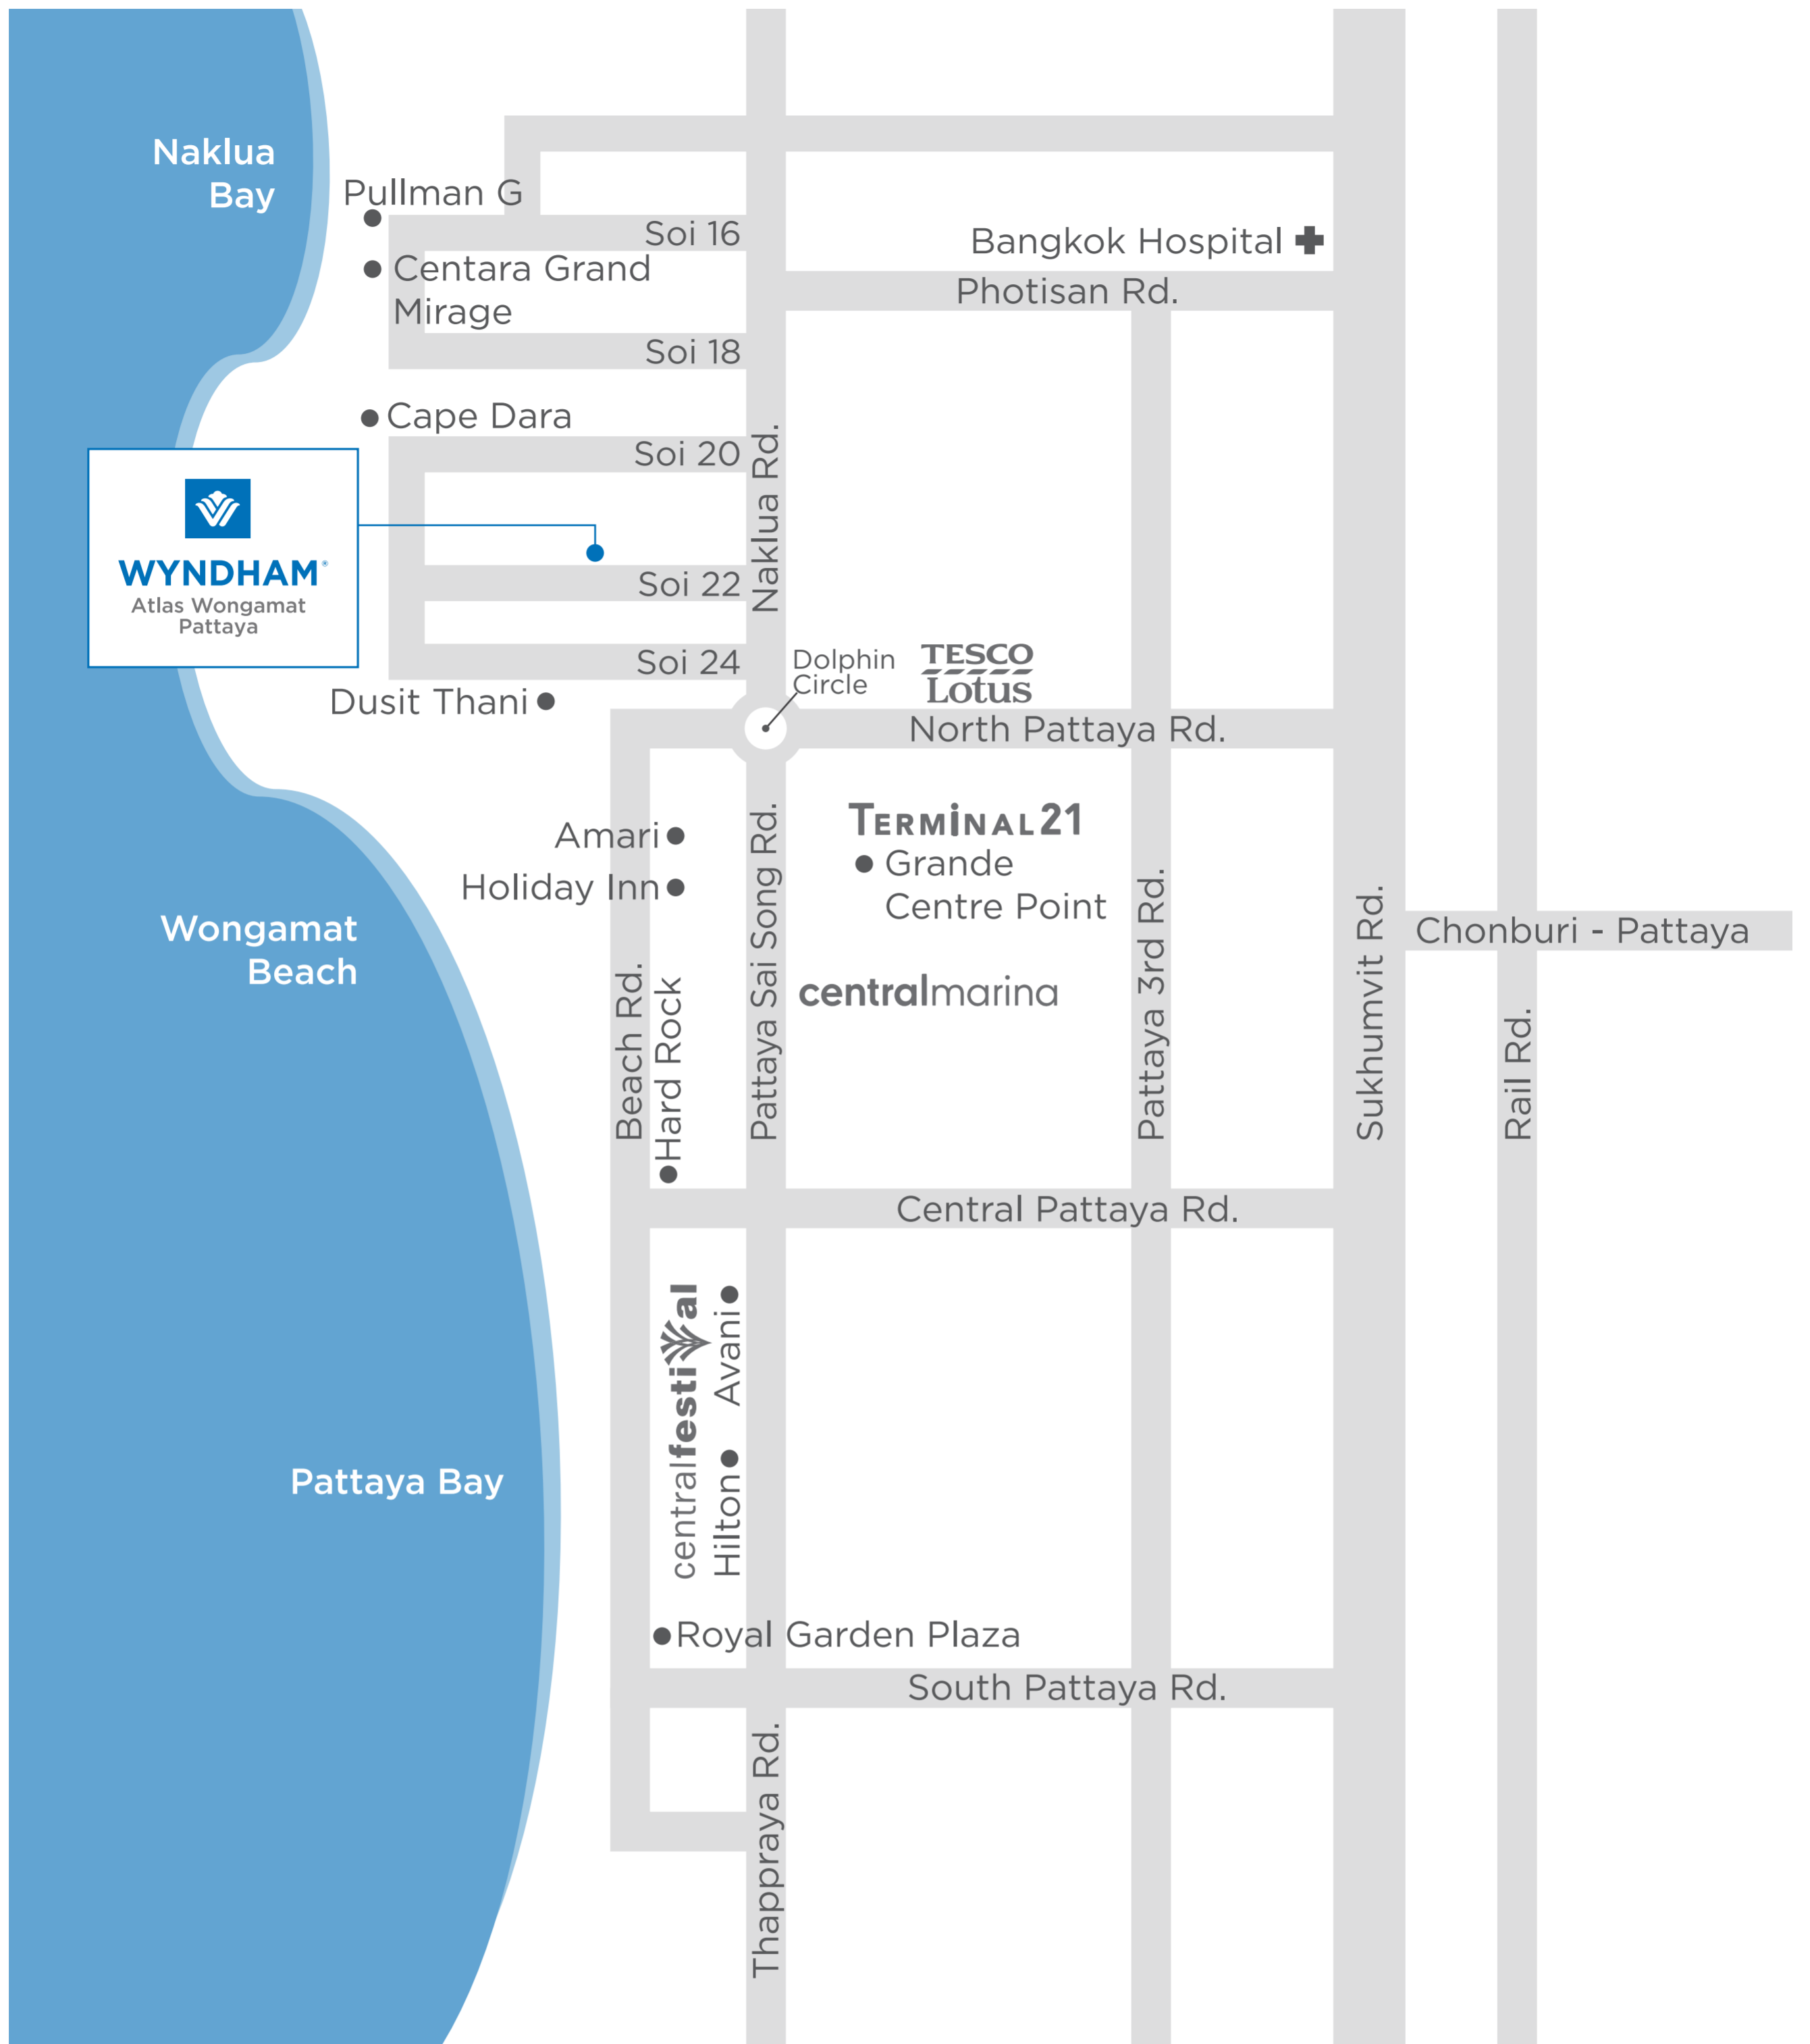 Naklua
Bay
Pullman G
Soi 16
Bangkok Hospital
Centara Grand
Mirage
Photisan Rd.
Soi 18
Cape Dara
Soi 20
Naklua Rd.
WYNDHAM®
Atlas Wongamat
Pattaya
Soi 22
Soi 24
Dolphin
Circle
TESCO
Lotus
Dusit Thani
North Pattaya Rd.
Amari
Holiday Inn
TERMINAL21
Grande
Centre Point
Wongamat
Beach
Chonburi - Pattaya
centralmarina
Beach Rd.
Hard Rock
Pattaya Sai Song Rd.
Pattaya 3rd Rd.
Sukhumvit Rd.
Rail Rd.
Central Pattaya Rd.
centralfestival
Avani
Hilton
Pattaya Bay
Royal Garden Plaza
South Pattaya Rd.
Thappraya Rd.